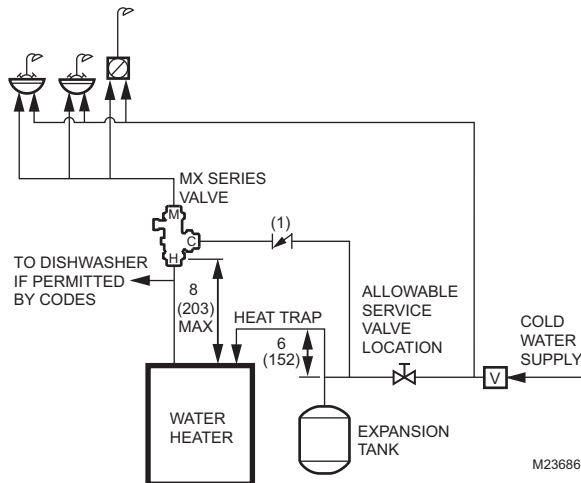 MX SERIES
VALVE
M
(1)
C
H
TO DISHWASHER
IF PERMITTED
BY CODES
8
(203)
MAX
HEAT TRAP
6
(152)
ALLOWABLE
SERVICE
VALVE
LOCATION
COLD
WATER
SUPPLY
V
WATER
HEATER
EXPANSION
TANK
M23686